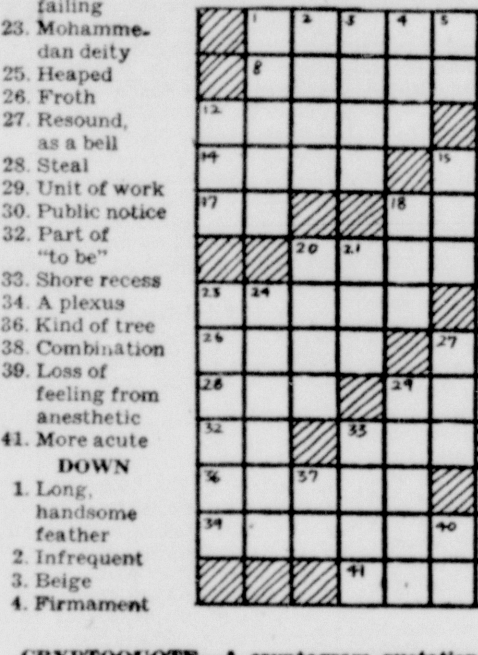 failing
23. Mohamme-
dan deity
25. Heaped
26. Froth
27. Resound,
as a bell
28. Steal
29. Unit of work
30. Public notice
32. Part of
"to be"
33. Shore recess
34. A plexus
36. Kind of tree
38. Combination
39. Loss of
feeling from
anesthetic
41. More acute
DOWN
1. Long,
handsome
feather
2. Infrequent
3. Beige
4. Firmament
1 2 3 4 5
8
12
14 15
17 18
20 21
23 24
26 27
28 29
32 33
36 37
39 40
41